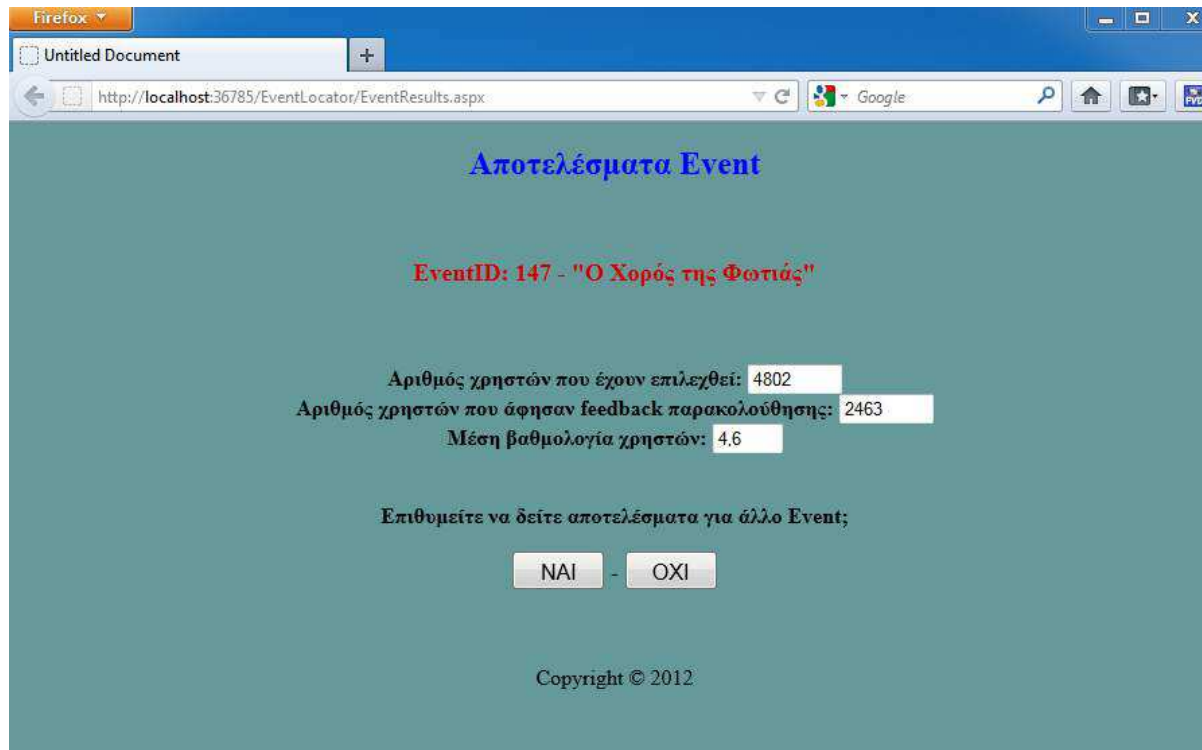 Firefox
Untitled Document
http://localhost:36785/EventLocator/EventResults.aspx
Google
Αποτελέσματα Event
EventID: 147 - "Ο Χορός της Φωτιάς"
Αριθμός χρηστών που έχουν επιλεχθεί: 4802
Αριθμός χρηστών που άφησαν feedback παρακολούθησης: 2463
Μέση βαθμολογία χρηστών: 4,6
Επιθυμείτε να δείτε αποτελέσματα για άλλο Event;
ΝΑΙ - ΟΧΙ
Copyright © 2012